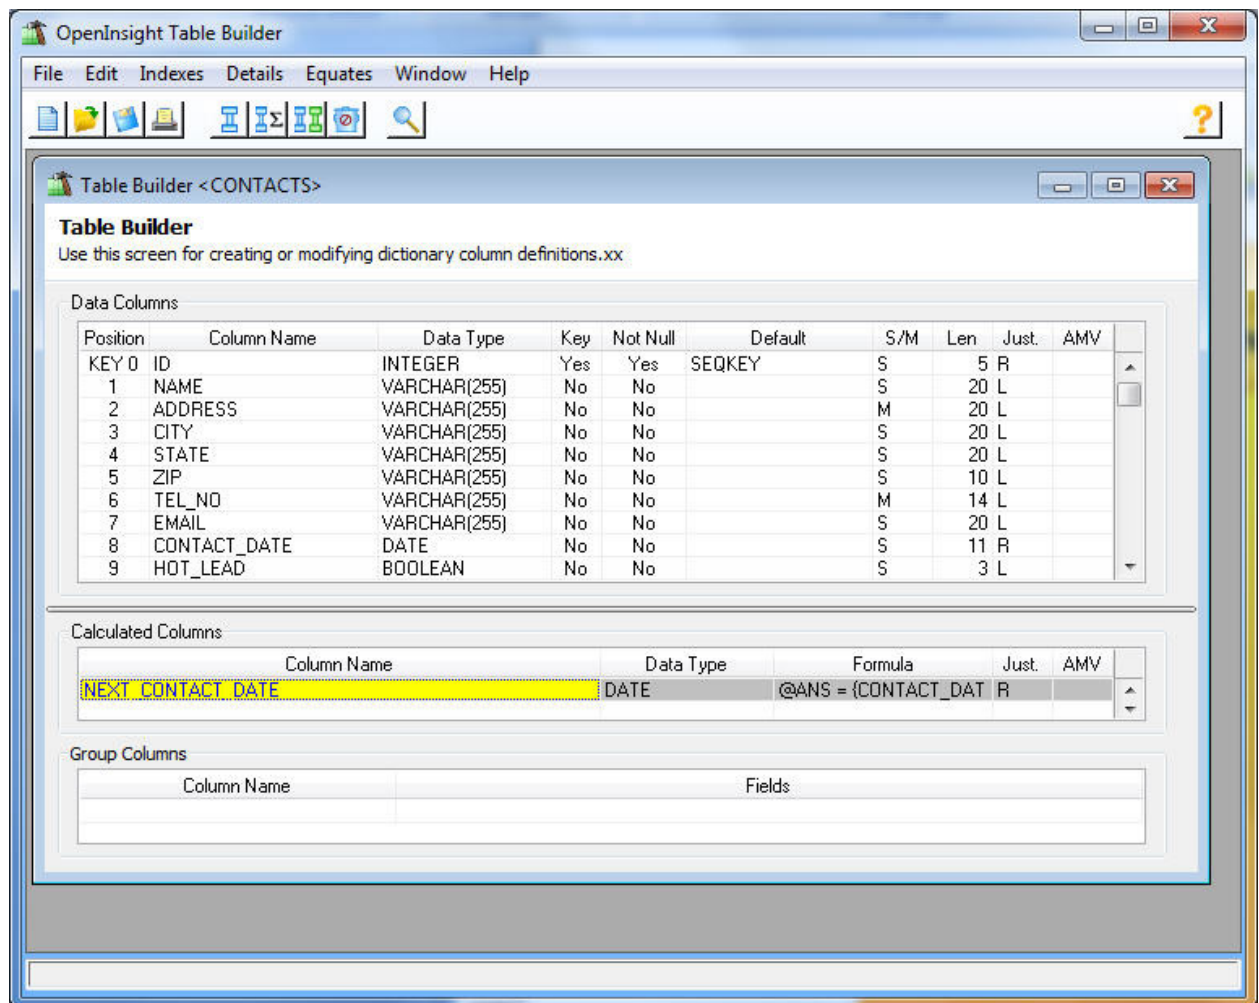 OpenInsight Table Builder
File Edit Indexes Details Equates Window Help
Table Builder <CONTACTS>
Table Builder
Use this screen for creating or modifying dictionary column definitions.xx
Data Columns
Position Column Name Data Type Key Not Null Default S/M Len Just. AMV
KEY 0 ID INTEGER Yes Yes SEQKEY S 5 R
1 NAME VARCHAR(255) No No S 20 L
2 ADDRESS VARCHAR(255) No No M 20 L
3 CITY VARCHAR(255) No No S 20 L
4 STATE VARCHAR(255) No No S 20 L
5 ZIP VARCHAR(255) No No S 10 L
6 TEL_NO VARCHAR(255) No No M 14 L
7 EMAIL VARCHAR(255) No No S 20 L
8 CONTACT_DATE DATE No No S 11 R
9 HOT_LEAD BOOLEAN No No S 3 L
Calculated Columns
Column Name Data Type Formula Just. AMV
NEXT_CONTACT_DATE DATE @ANS = {CONTACT_DAT R
Group Columns
Column Name Fields